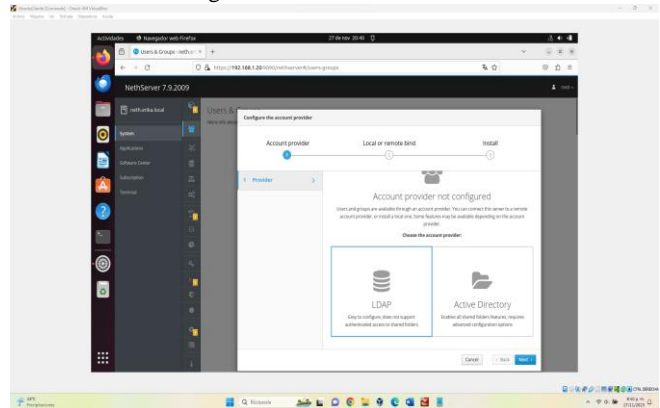 Actividades
Navegador web Firefox
27 de nov 20:40
Users & Groups - neth.er
https://192.168.1.20:9090/nethserver#/users-groups
NethServer 7.9.2009
System
Applications
Software Center
Subscription
Terminal
Users &
Configure the account provider
Account provider
Local or remote bind
Install
1
2
3
1 Provider
Account provider not configured
Users and groups are available through an account provider. You can connect this server to a remote
account provider, or install a local one. Some features may be available depending on the account
provider.
Choose the account provider:
LDAP
Easy to configure, does not support
authenticated access to shared folders
Active Directory
Enables all shared folders features, requires
advanced configuration options
Cancel
Back
Next
Búsqueda